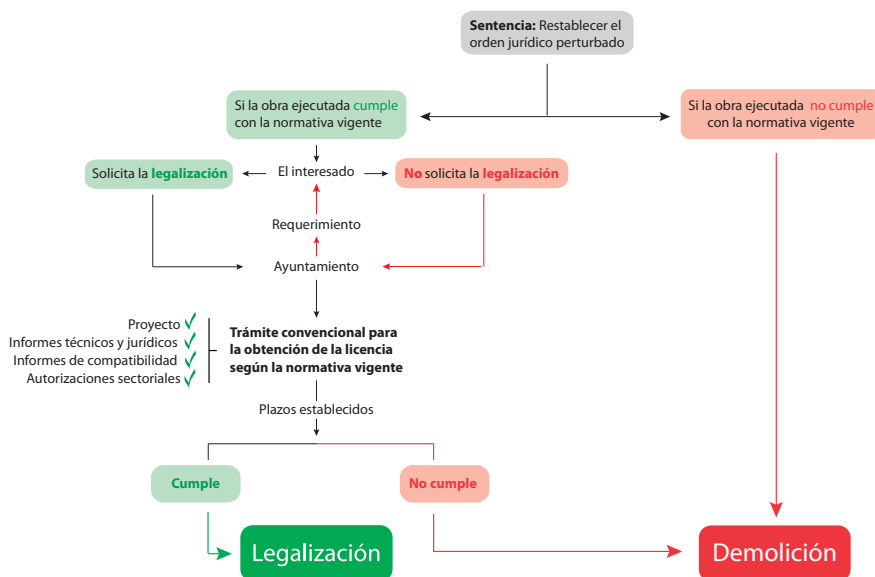 Sentencia: Restablecer el
orden jurídico perturbado
Si la obra ejecutada cumple
con la normativa vigente
Si la obra ejecutada no cumple
con la normativa vigente
Solicita la legalización
El interesado
No solicita la legalización
Requerimiento
Ayuntamiento
Proyecto
Informes técnicos y jurídicos
Informes de compatibilidad
Autorizaciones sectoriales
Trámite convencional para
la obtención de la licencia
según la normativa vigente
Plazos establecidos
Cumple
No cumple
Legalización
Demolición